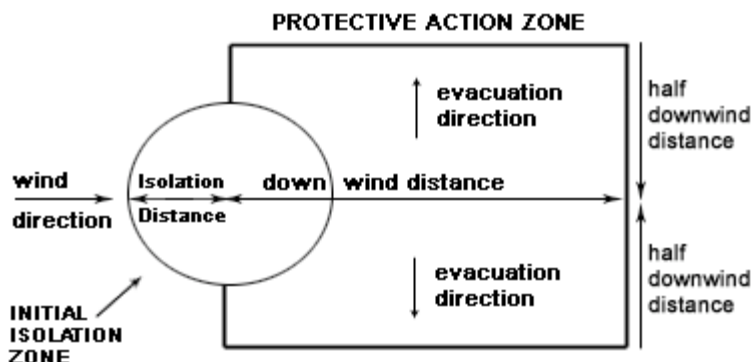 PROTECTIVE ACTION ZONE
evacuation
direction
half
downwind
distance
wind
direction
Isolation
Distance
down wind distance
evacuation
direction
half
downwind
distance
INITIAL
ISOLATION
ZONE